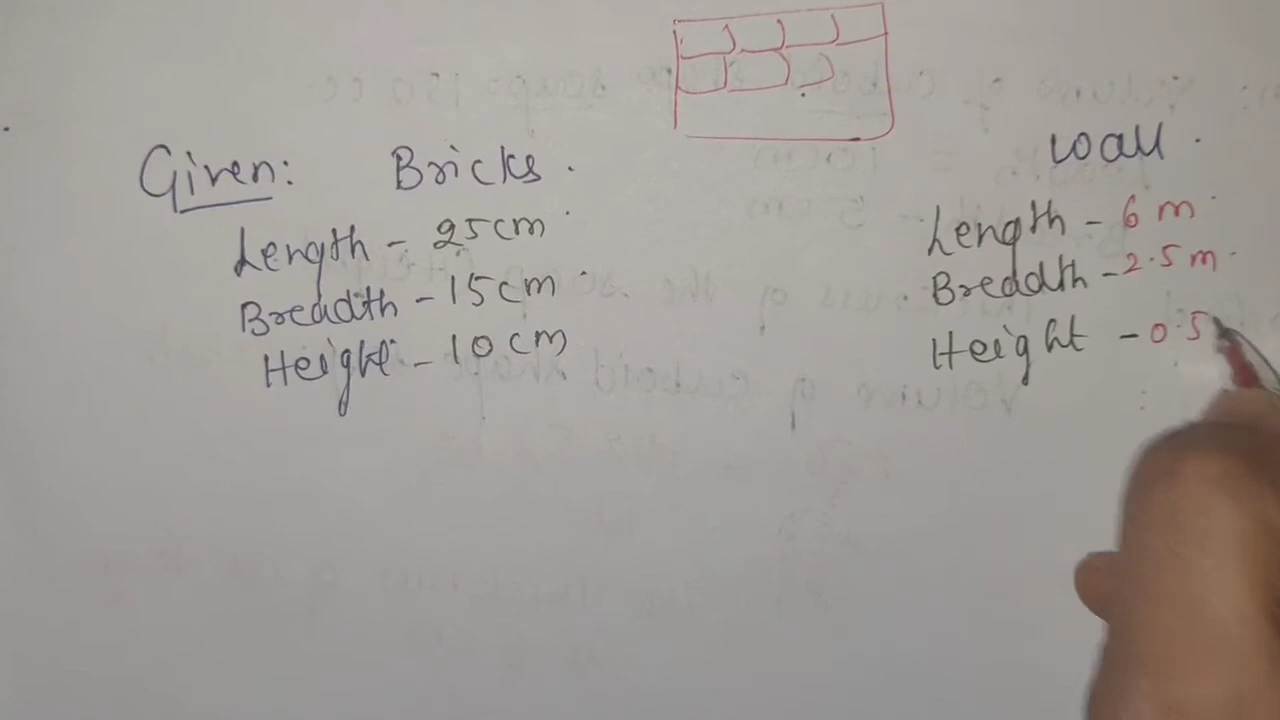 Given: Bricks.
Length - 25cm
Breadth - 15cm
Height - 10cm
Wall.
Length - 6 m
Breadth - 2.5 m.
Height - 0.5